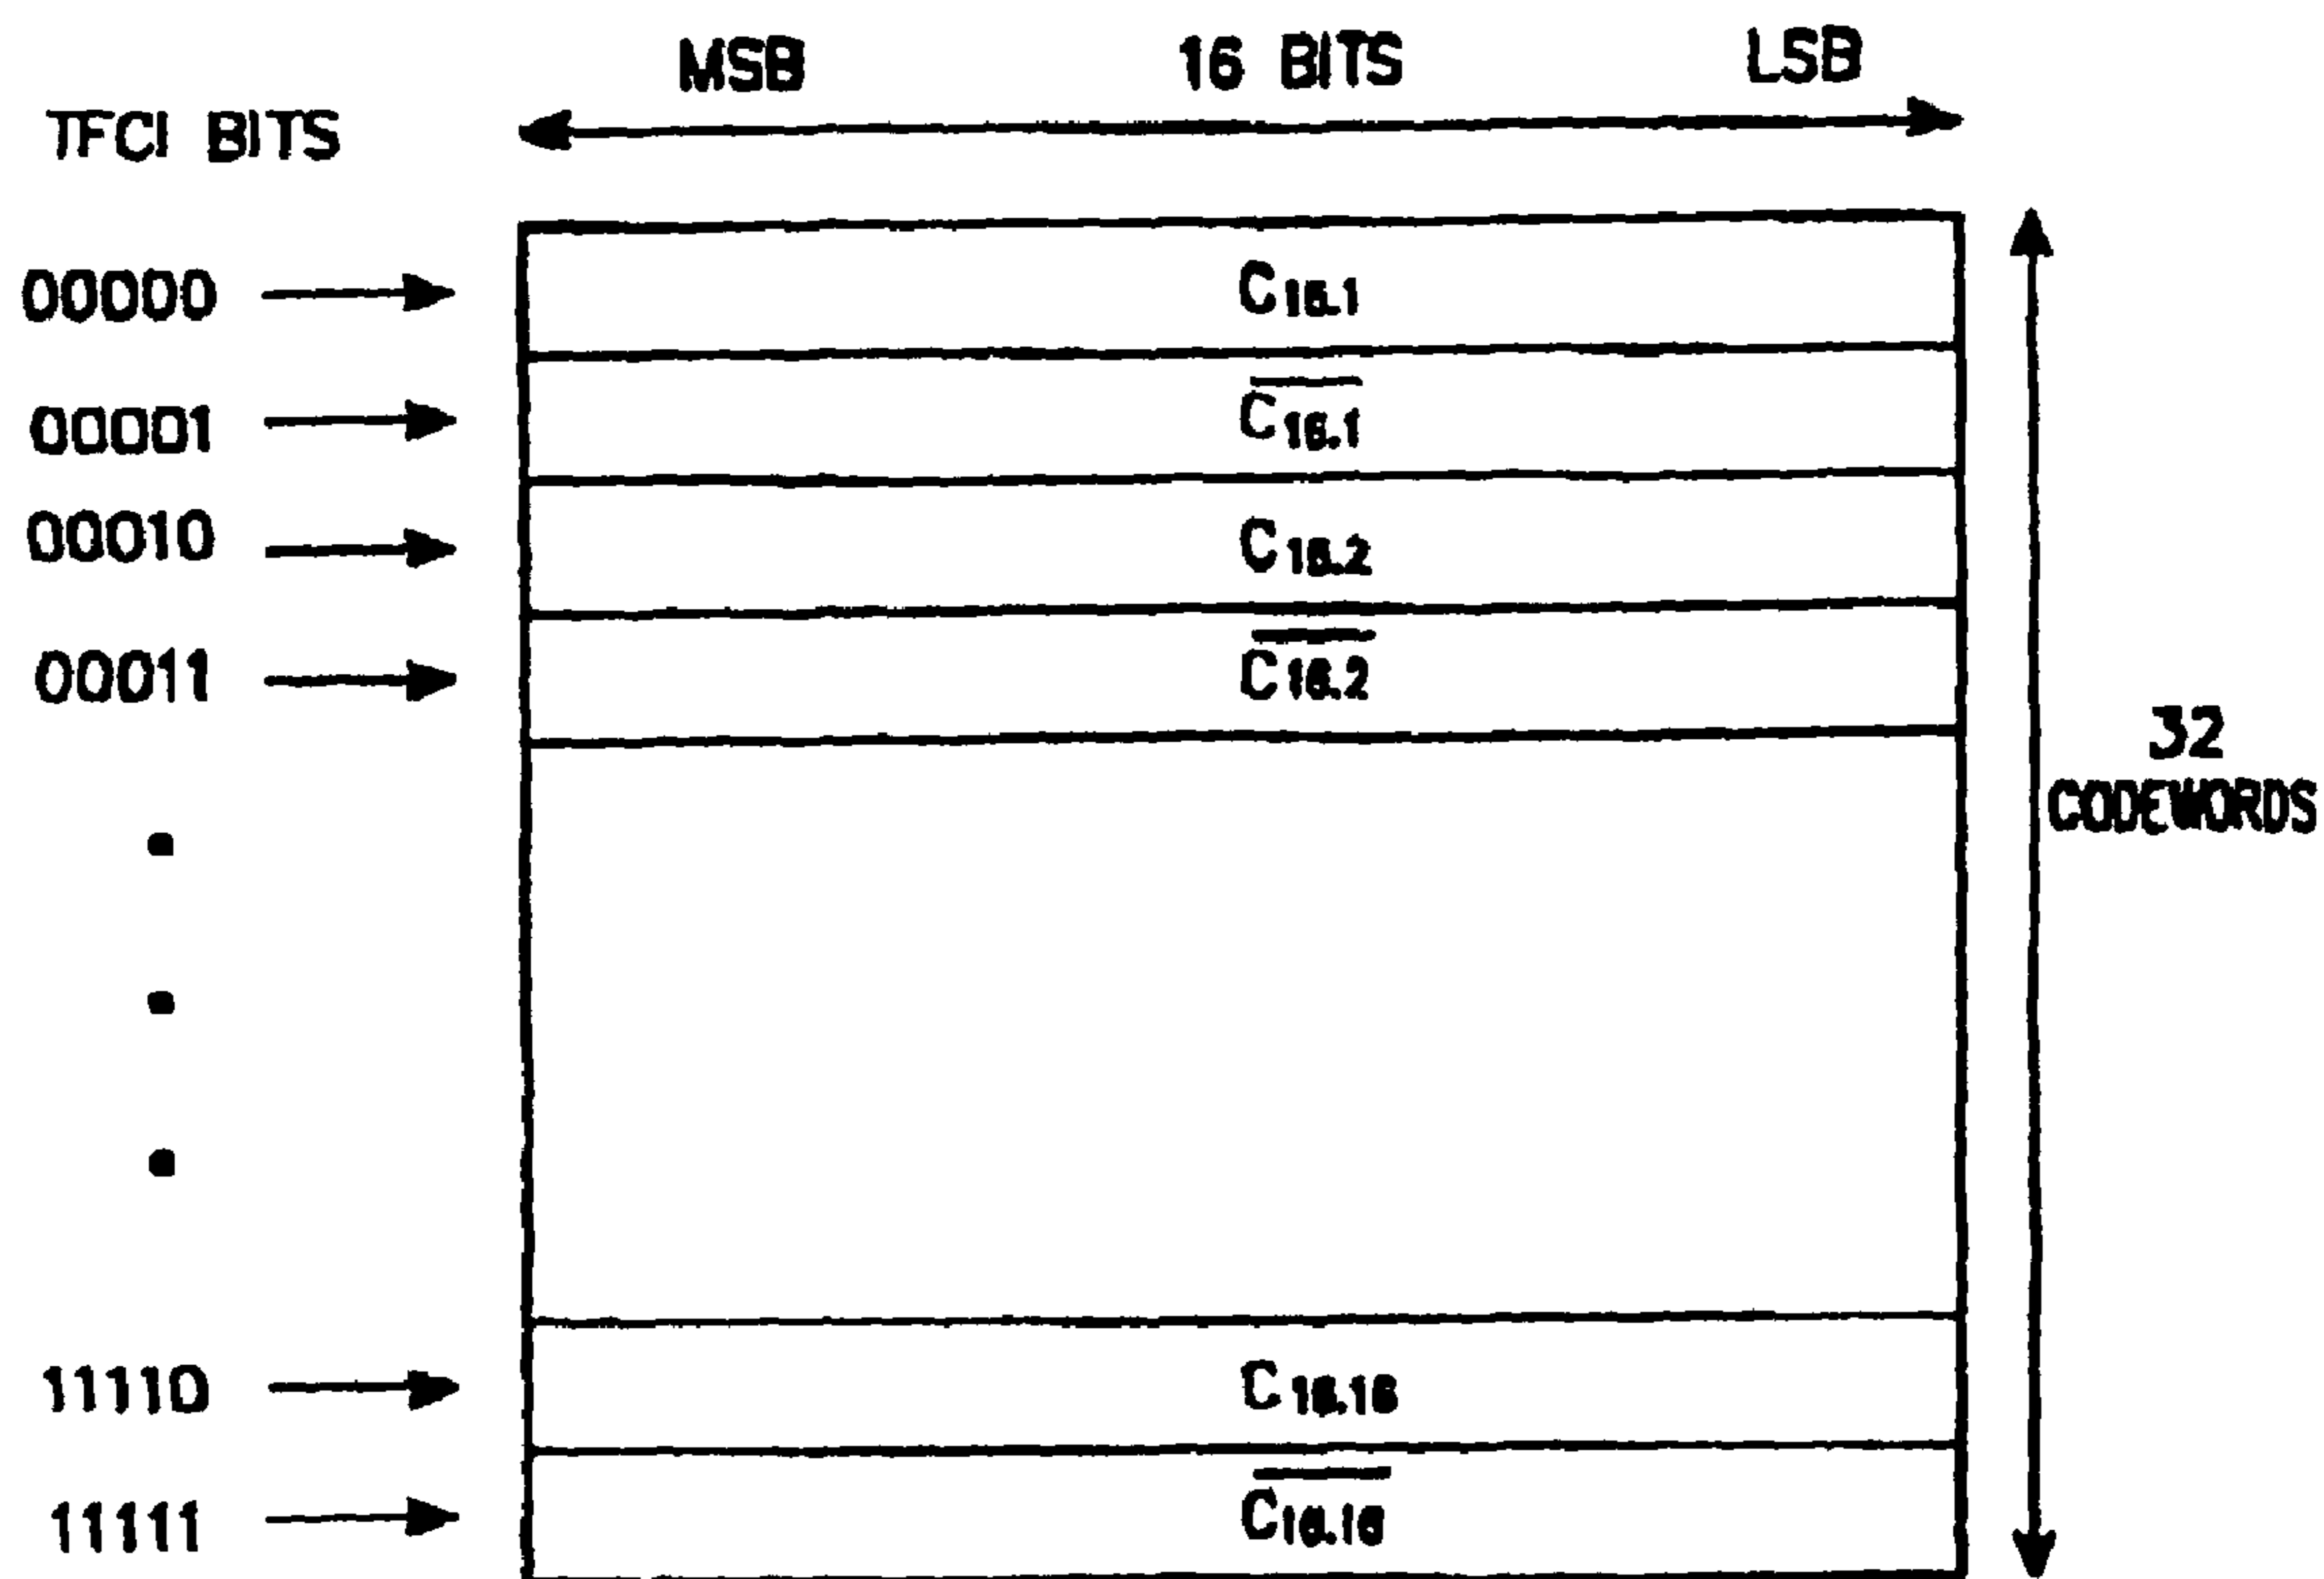 MSB 16 BITS LSB
TFCI BITS
00000 C16.1
00001 C16.1
00010 C16.2
00011 C16.2
32
CODEWORDS
11110 C16.16
11111 C16.16